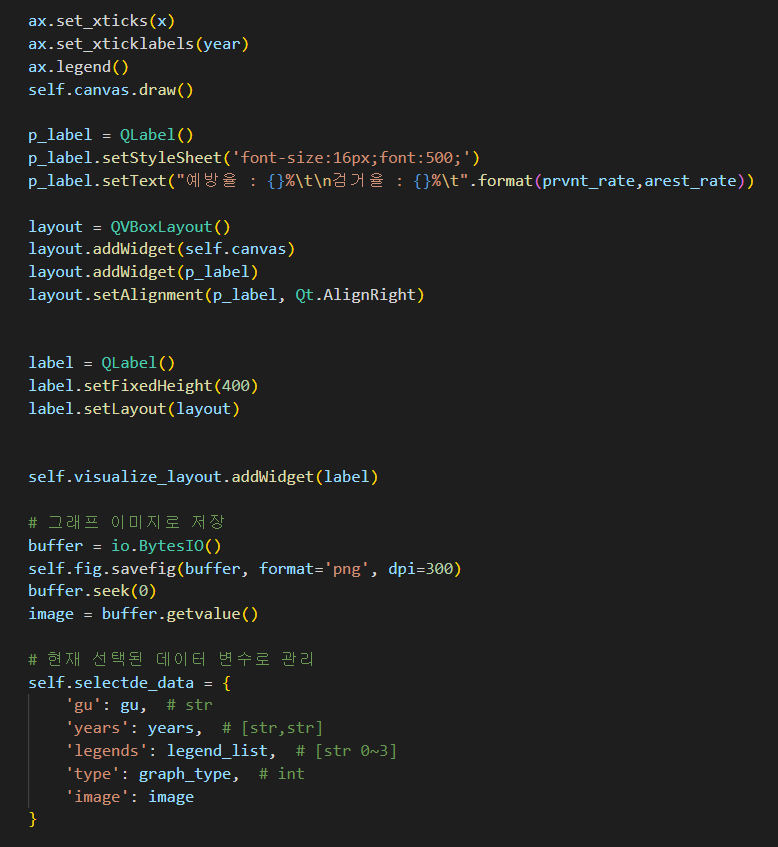 ax.set_xticks(x)
ax.set_xticklabels(year)
ax.legend()
self.canvas.draw()
p_label = QLabel()
p_label.setStyleSheet('font-size:16px;font:500;')
p_label.setText("예방율 : {}%\t\n검거율 : {}%\t".format(prvnt_rate,arest_rate))
layout = QVBoxLayout()
layout.addWidget(self.canvas)
layout.addWidget(p_label)
layout.setAlignment(p_label, Qt.AlignRight)
label = QLabel()
label.setFixedHeight(400)
label.setLayout(layout)
self.visualize_layout.addWidget(label)
# 그래프 이미지로 저장
buffer = io.BytesIO()
self.fig.savefig(buffer, format='png', dpi=300)
buffer.seek(0)
image = buffer.getvalue()
# 현재 선택된 데이터 변수로 관리
self.selectde_data = {
    'gu': gu,  # str
    'years': years,  # [str,str]
    'legends': legend_list,  # [str 0~3]
    'type': graph_type,  # int
    'image': image
}